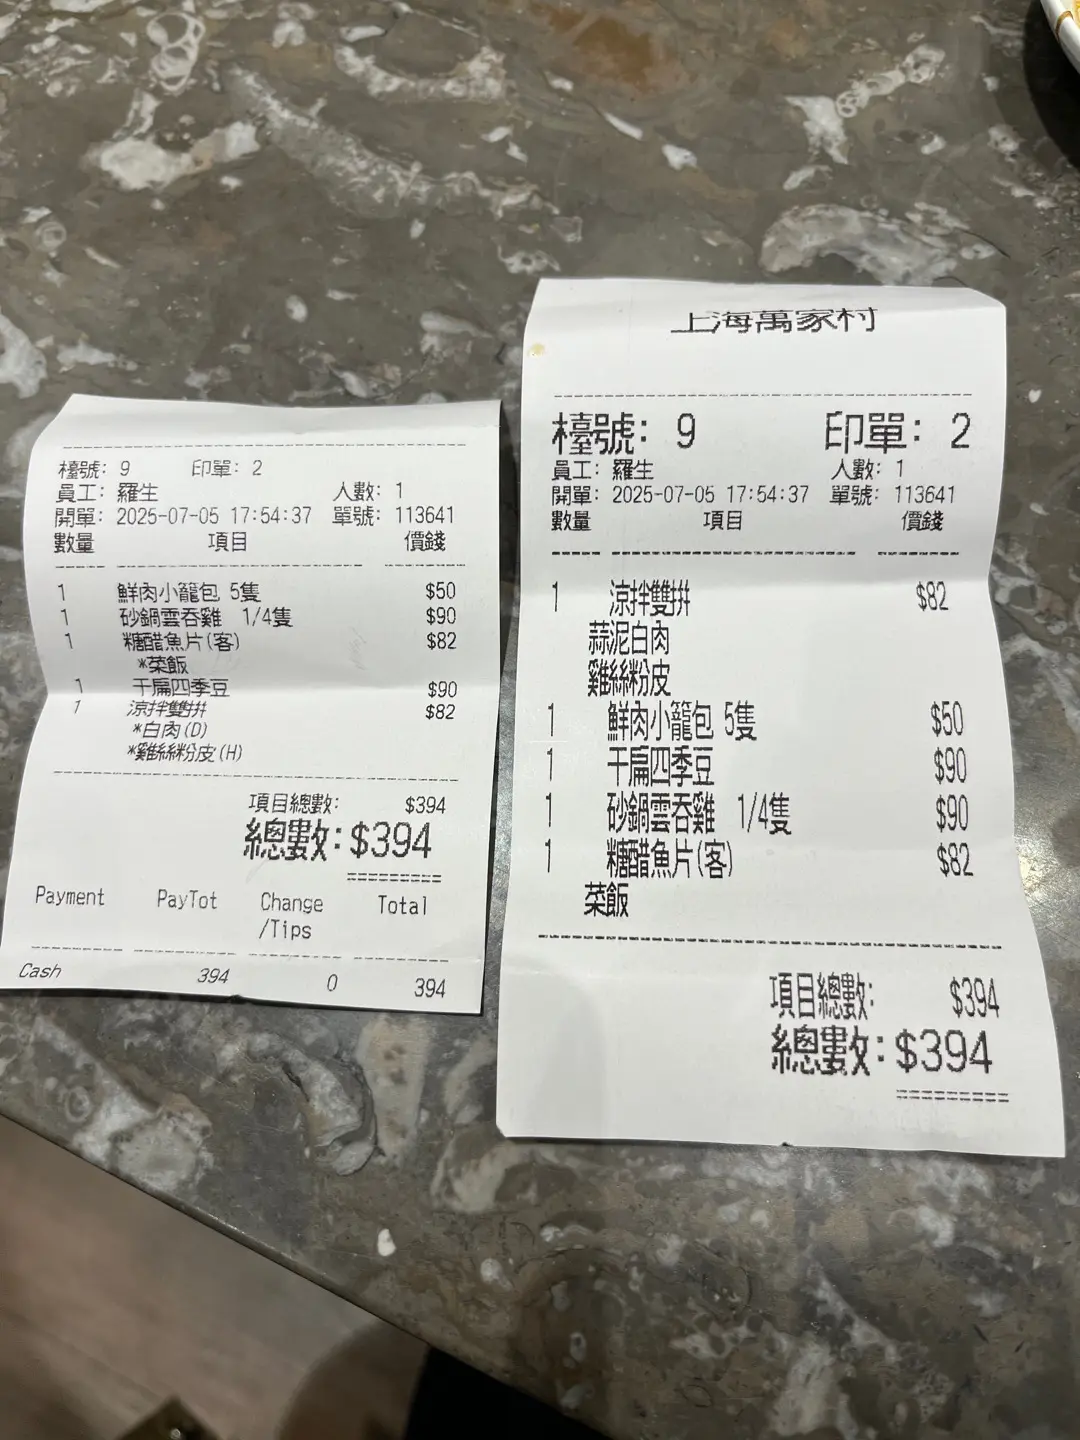 檯號: 9 印單: 2
員工: 羅生 人數: 1
開單: 2025-07-05 17:54:37 單號: 113641
數量 項目 價錢
1 鮮肉小籠包 5隻 $50
1 砂鍋雲吞雞 1/4隻 $90
1 糖醋魚片(客) $82
*菜飯
1 干扁四季豆 $90
1 涼拌雙拼 $82
*白肉(D)
*雞絲粉皮(H)
項目總數: $394
總數: $394
Payment PayTot Change Total
/Tips
Cash 394 0 394
上海萬家村
檯號: 9 印單: 2
員工: 羅生 人數: 1
開單: 2025-07-05 17:54:37 單號: 113641
數量 項目 價錢
1 涼拌雙拼 $82
蒜泥白肉
雞絲粉皮
1 鮮肉小籠包 5隻 $50
1 干扁四季豆 $90
1 砂鍋雲吞雞 1/4隻 $90
1 糖醋魚片(客) $82
菜飯
項目總數: $394
總數: $394